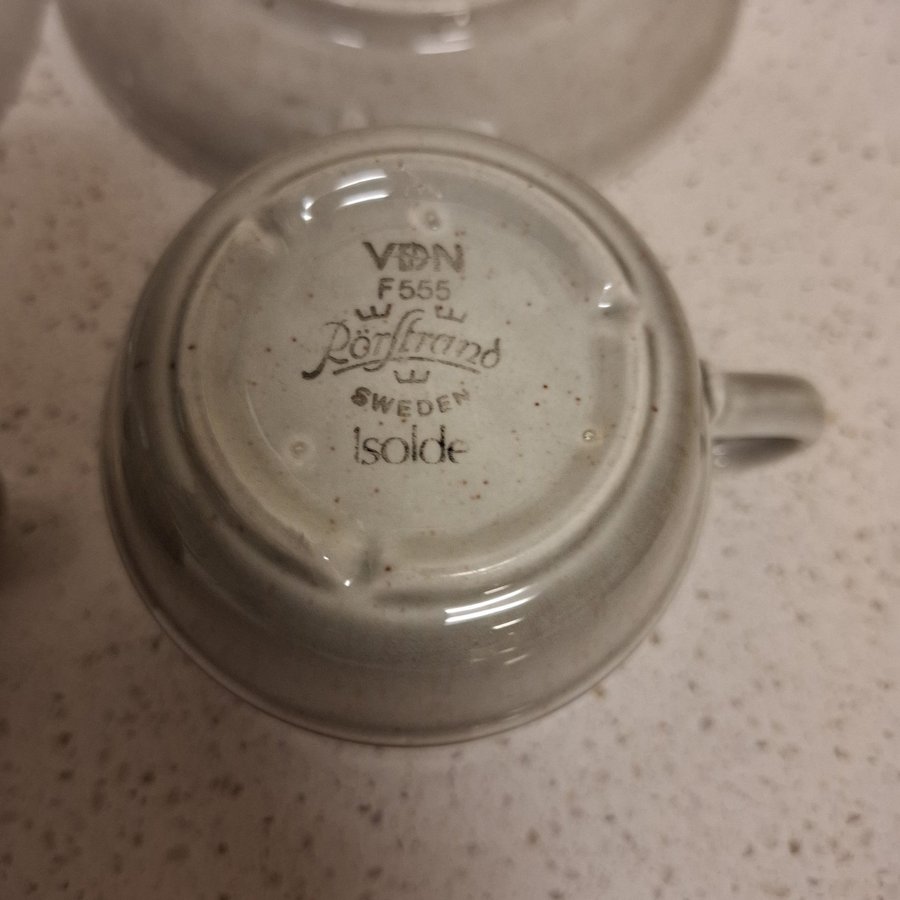 VDN
F555
Rörstrand
SWEDEN
Isolde